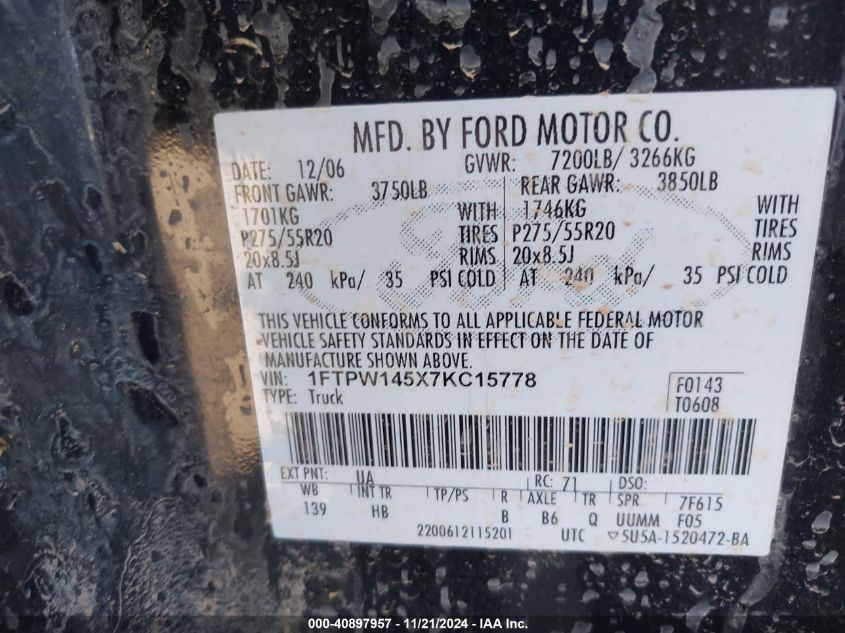 MFD. BY FORD MOTOR CO.
DATE: 12/06 GVWR: 7200LB/ 3266KG
FRONT GAWR: 3750LB REAR GAWR: 3850LB
1701KG WITH 1746KG WITH
P275/55R20 TIRES P275/55R20 TIRES
20x8.5J RIMS 20x8.5J RIMS
AT 240 kPa/ 35 PSI COLD AT 240 kPa/ 35 PSI COLD
Ford
THIS VEHICLE CONFORMS TO ALL APPLICABLE FEDERAL MOTOR
VEHICLE SAFETY STANDARDS IN EFFECT ON THE DATE OF
MANUFACTURE SHOWN ABOVE.
VIN: 1FTPW145X7KC15778 F0143
TYPE: Truck T0608
EXT PNT: UA RC: 71 DSO:
WB INT TR TP/PS R AXLE TR SPR 7F615
139 HB B B6 Q UUMM F05
2200612115201 UTC ▽5U5A-1520472-BA
000-40897957 - 11/21/2024 - IAA Inc.